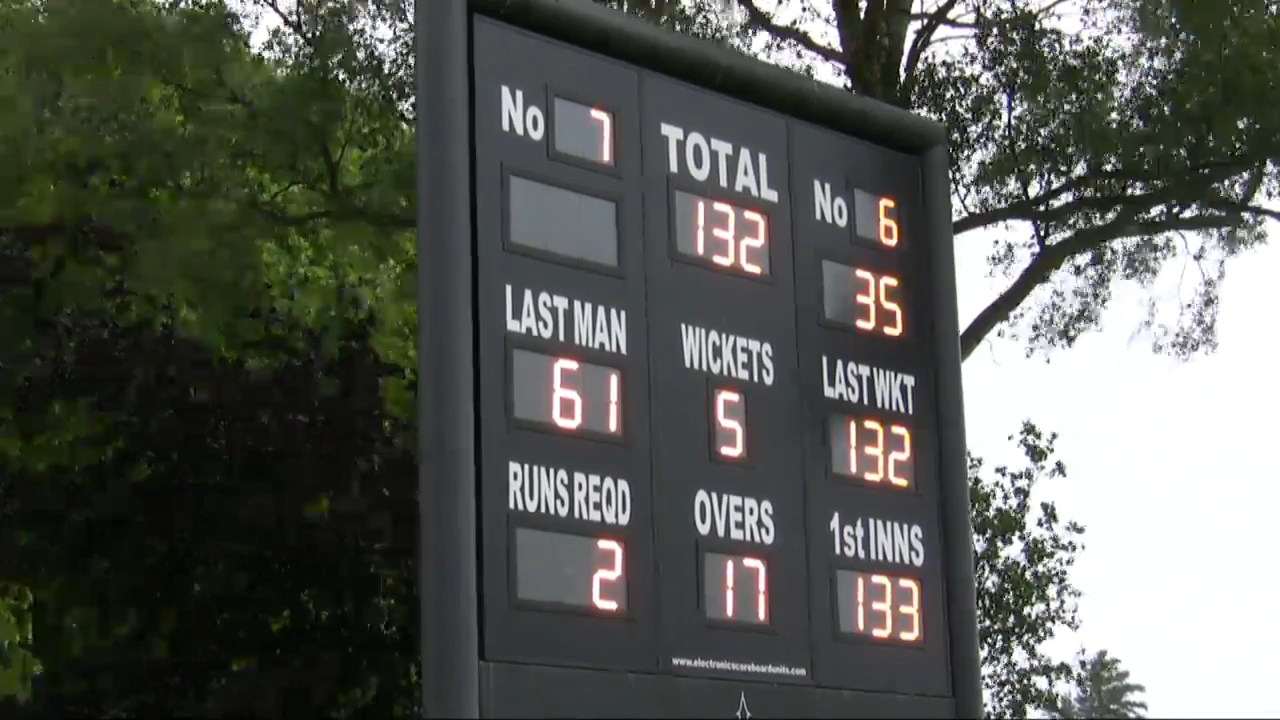 No 7
TOTAL
132
No 6
35
LAST MAN
61
WICKETS
5
LAST WKT
132
RUNS REQD
2
OVERS
17
1st INNS
133
www.electronicscoreboardunits.com